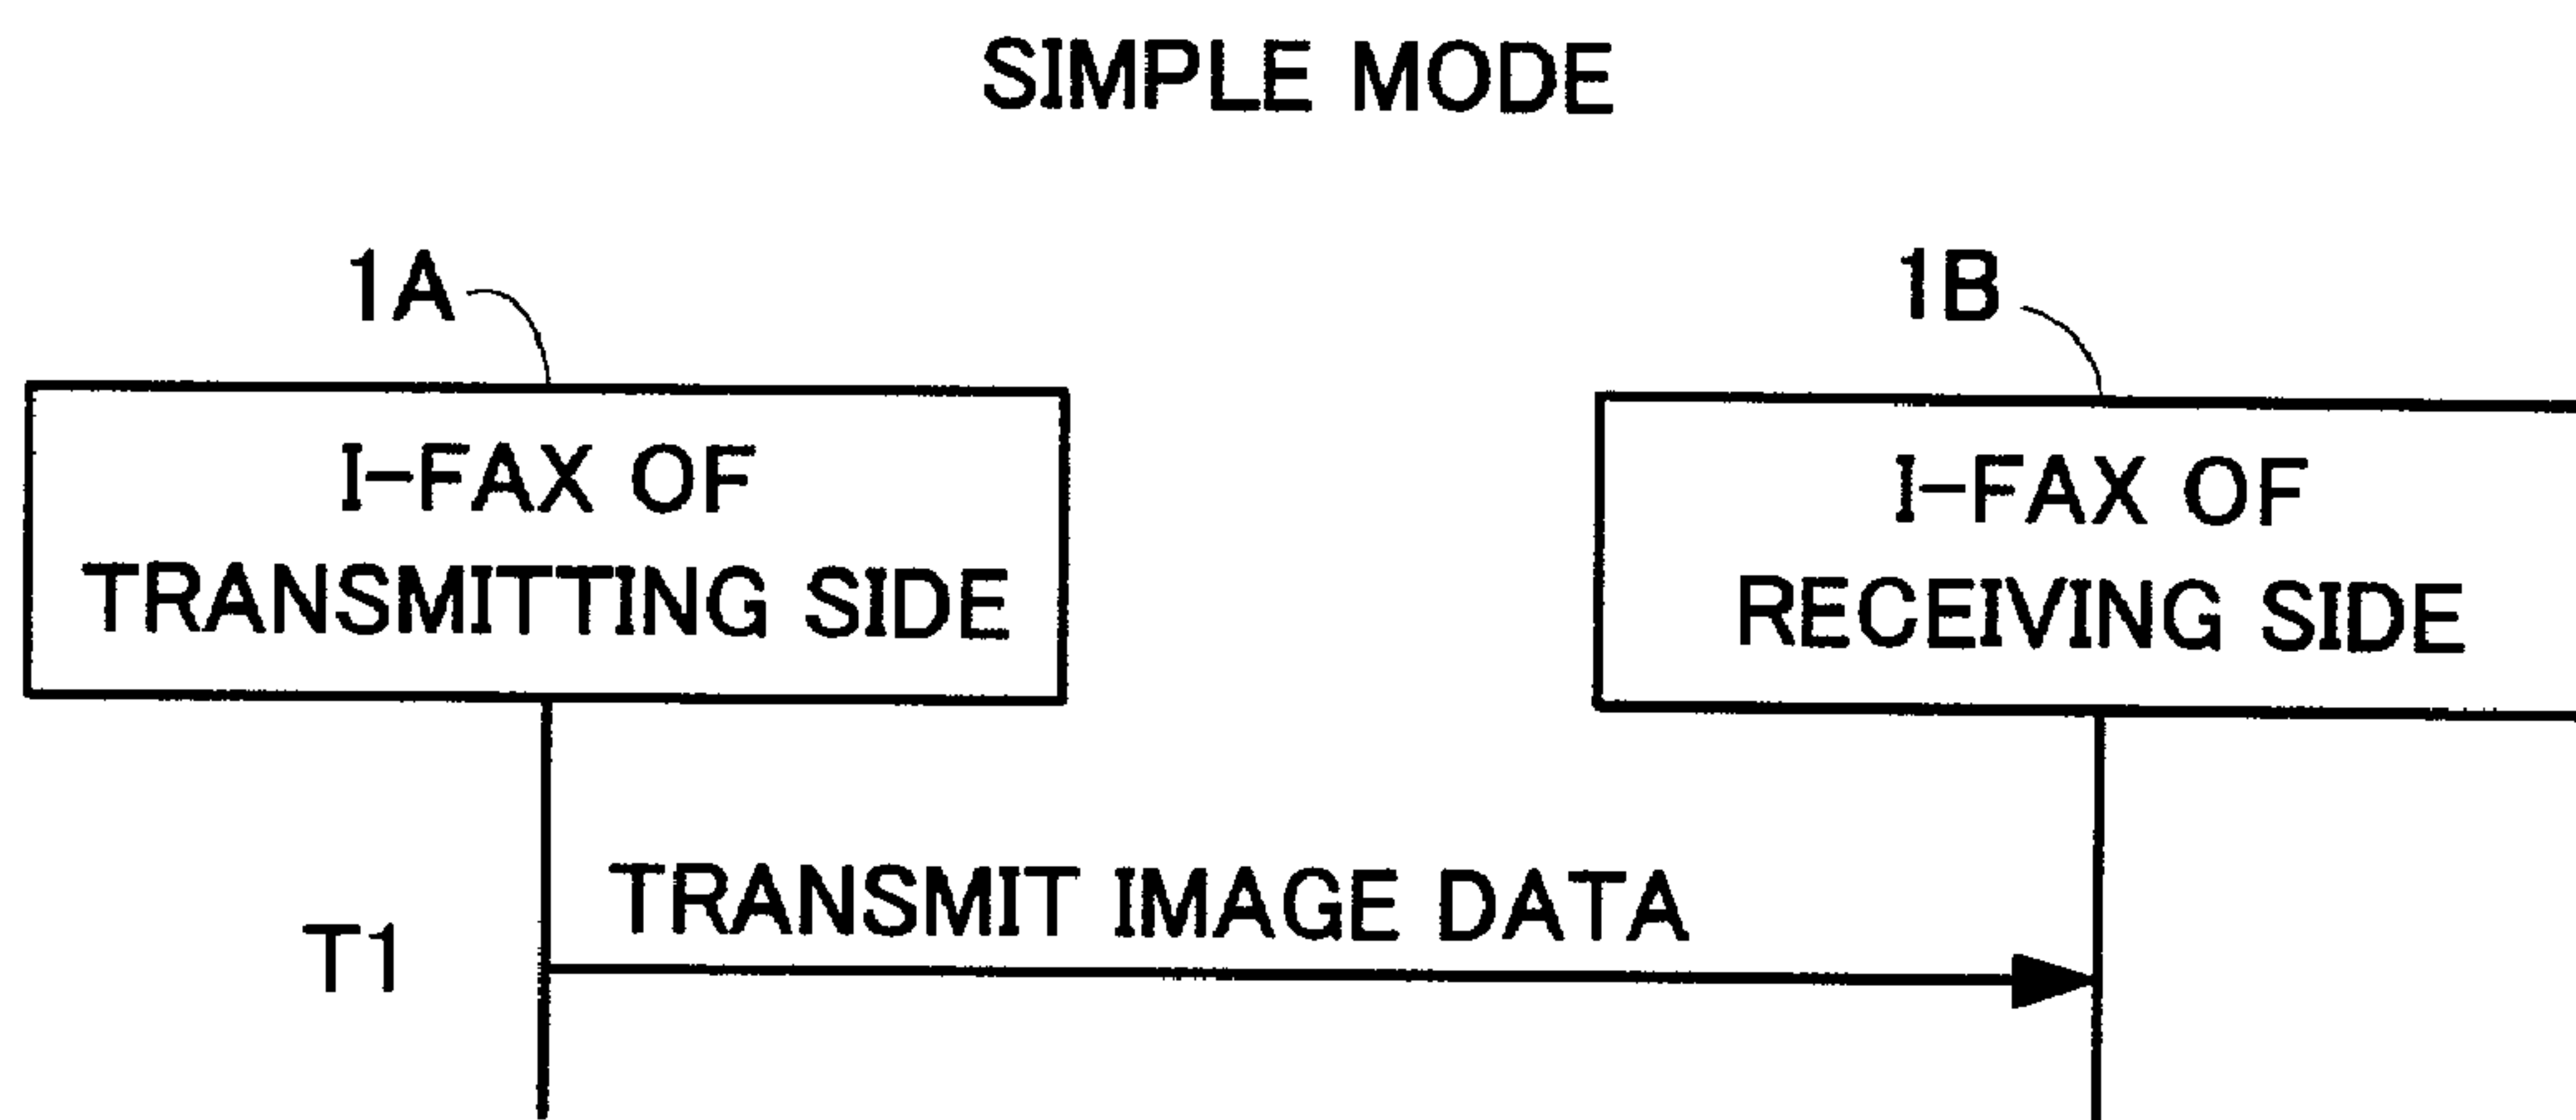 SIMPLE MODE
1A
1B
I-FAX OF
TRANSMITTING SIDE
I-FAX OF
RECEIVING SIDE
TRANSMIT IMAGE DATA
T1